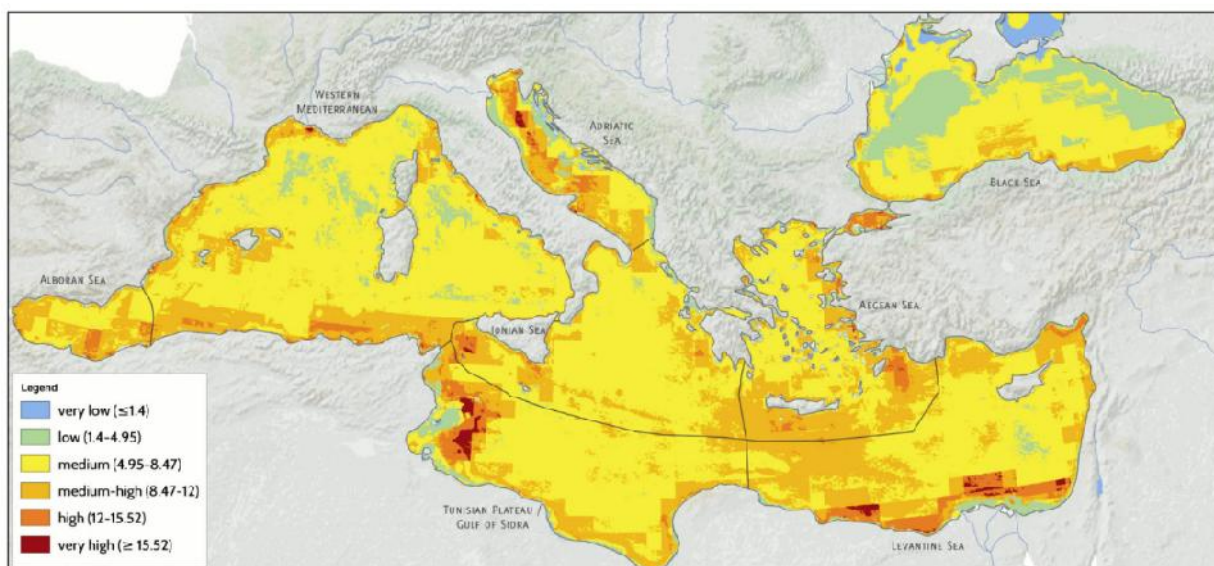 WESTERN
MEDITERRANEAN
ADRIATIC
SEA
BLACK SEA
ALBORAN SEA
IONIAN SEA
AEGEAN SEA
TUNISIAN PLATEAU /
GULF OF SIDRA
LEVANTINE SEA
Legend
very low (≤1.4)
low (1.4-4.95)
medium (4.95-8.47)
medium-high (8.47-12)
high (12-15.52)
very high (≥ 15.52)